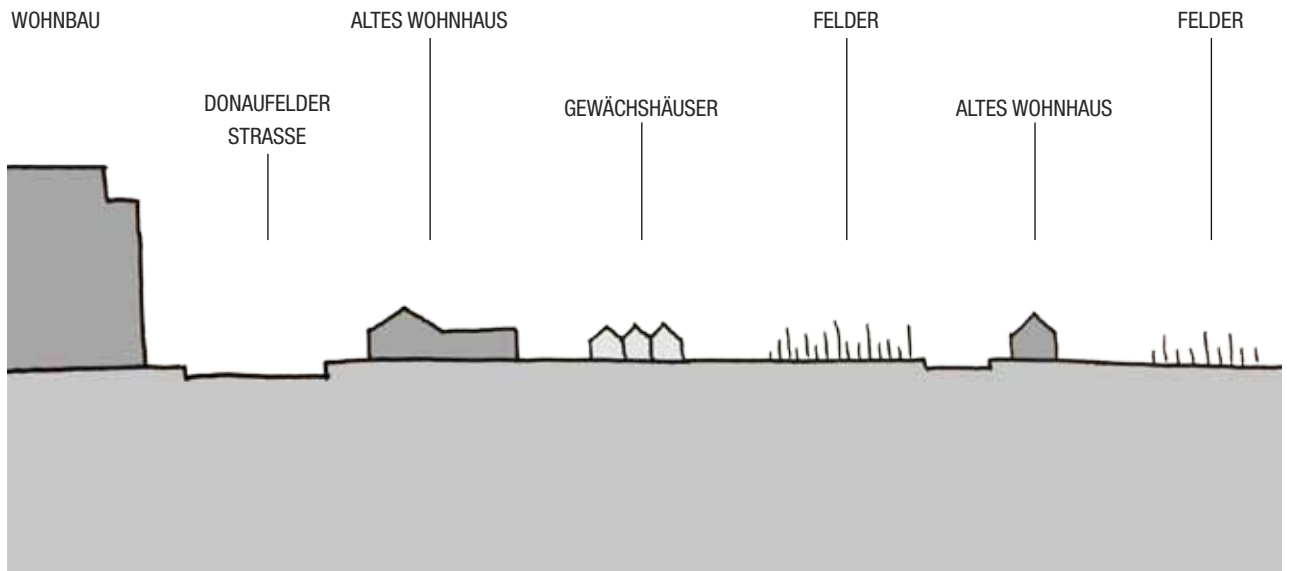 WOHNBAU
ALTES WOHNHAUS
FELDER
FELDER
DONAUFELDER
STRASSE
GEWÄCHSHÄUSER
ALTES WOHNHAUS